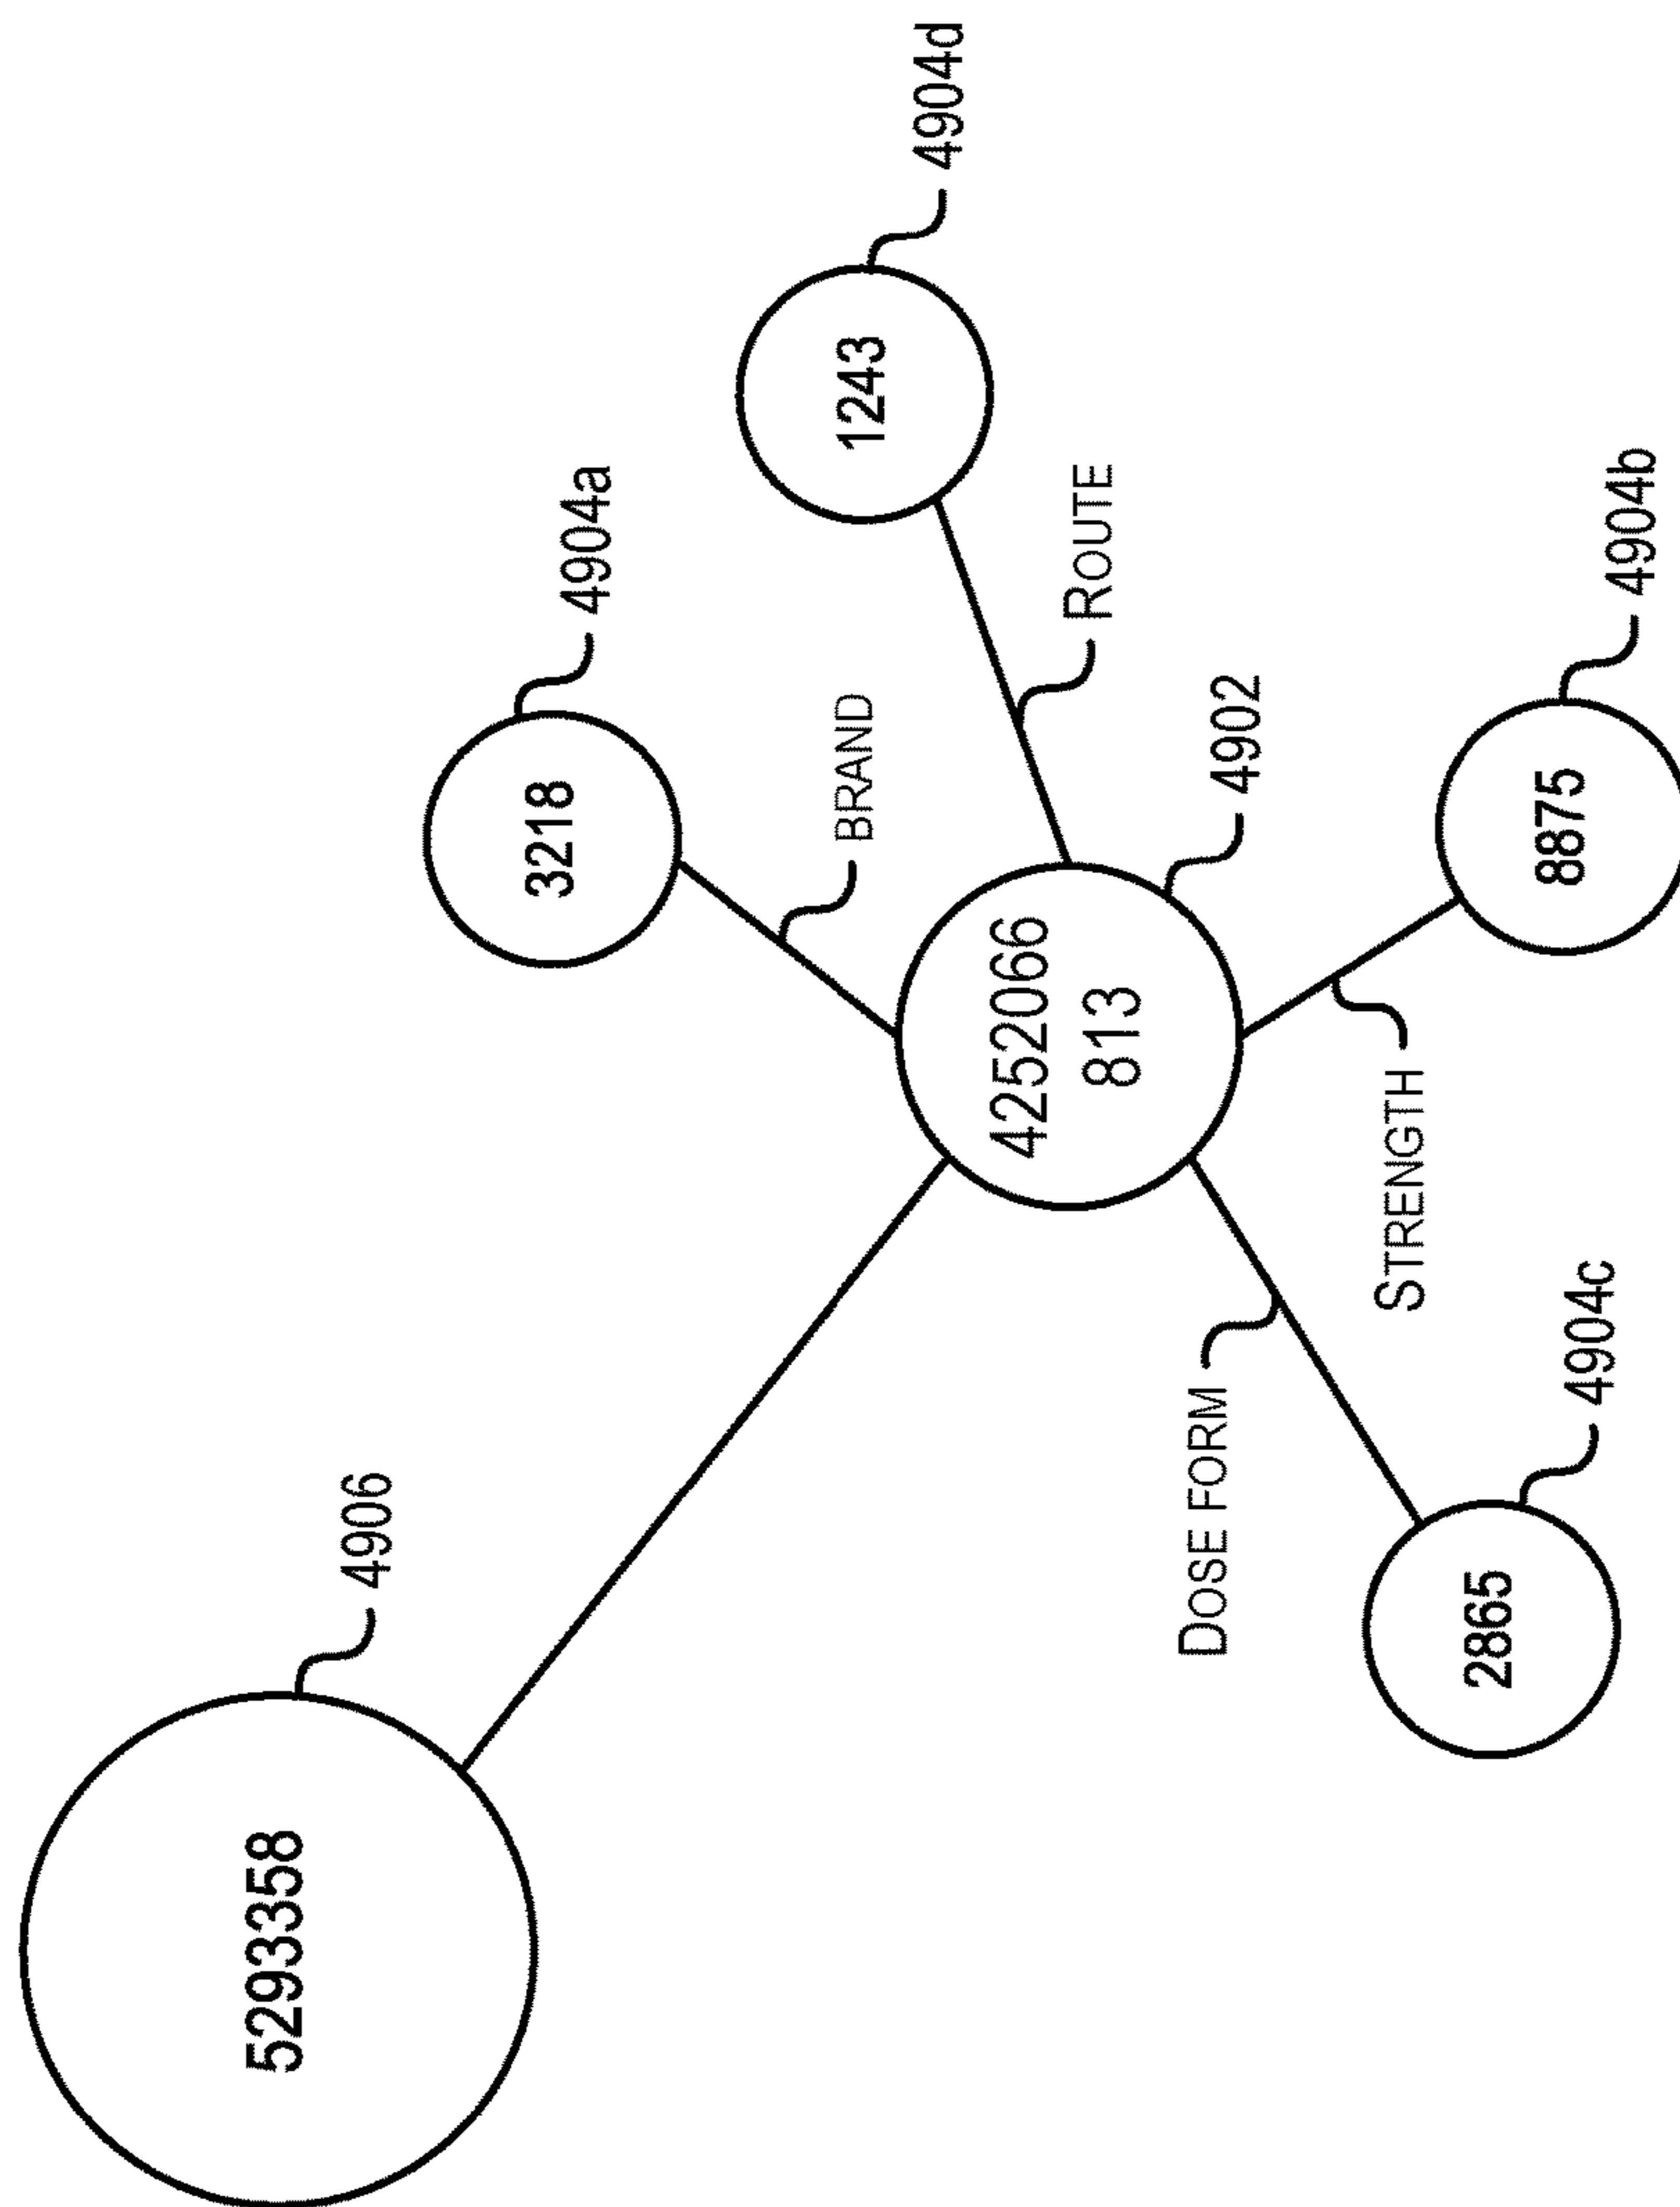 5293358
4906
3218
4904a
BRAND
1243
4904d
ROUTE
4252066
813
4902
DOSE FORM
STRENGTH
2865
4904c
8875
4904b